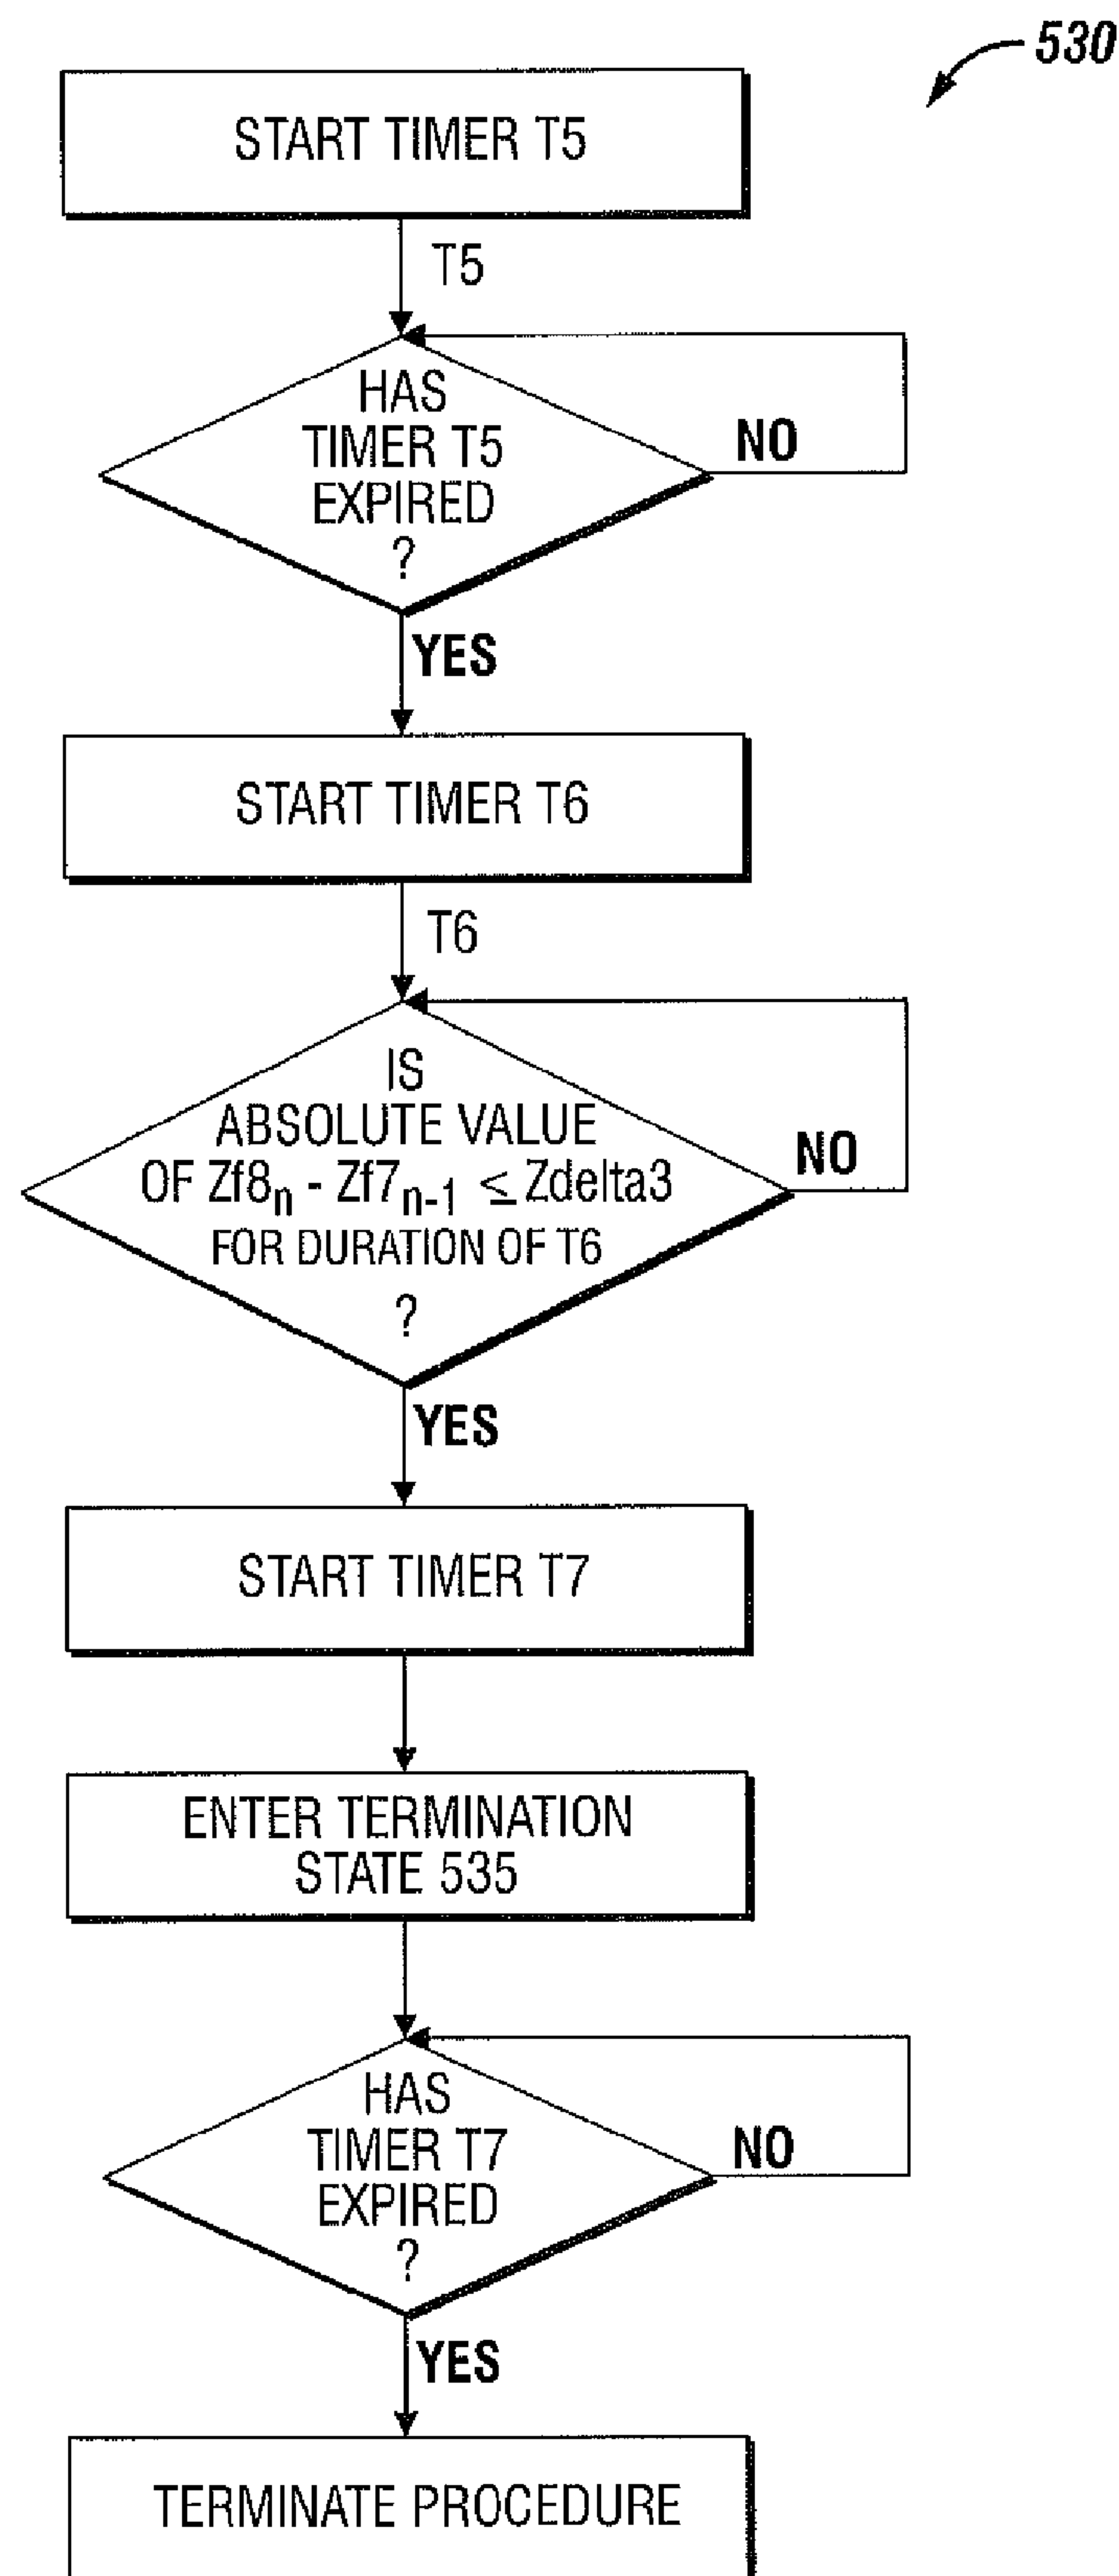 530
START TIMER T5
T5
HAS
TIMER T5
EXPIRED
?
NO
YES
START TIMER T6
T6
IS
ABSOLUTE VALUE
OF Zf8n - Zf7n-1 ≤ Zdelta3
FOR DURATION OF T6
?
NO
YES
START TIMER T7
ENTER TERMINATION
STATE 535
HAS
TIMER T7
EXPIRED
?
NO
YES
TERMINATE PROCEDURE